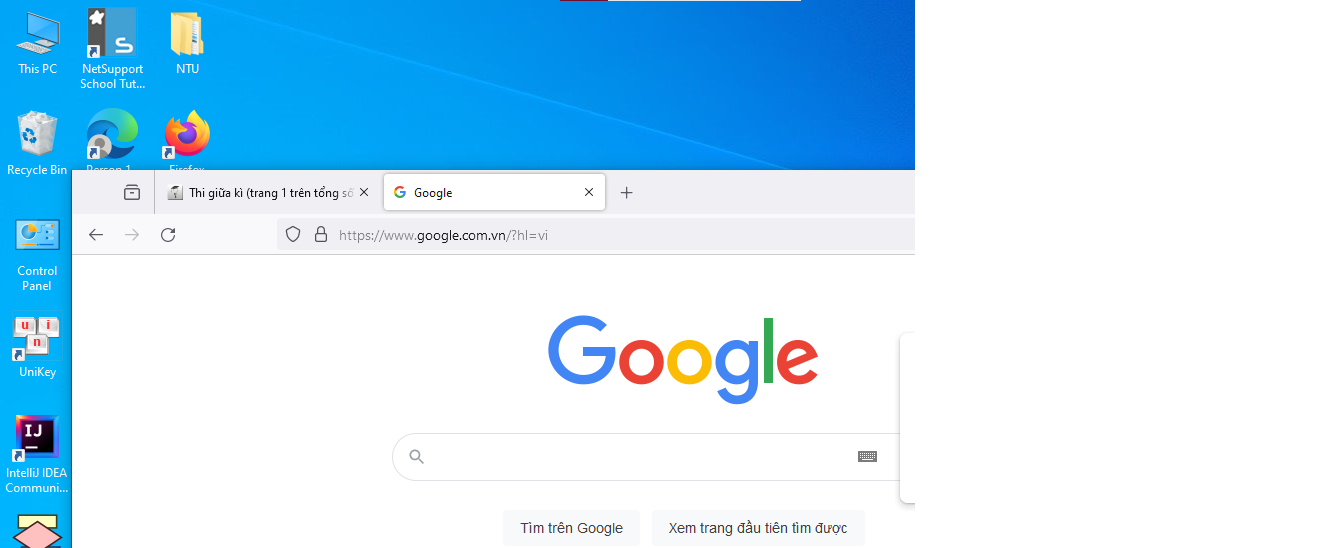 This PC
NetSupport
School Tut...
NTU
Recycle Bin
Person 1
Firefox
Thi giữa kì (trang 1 trên tổng số
Google
https://www.google.com.vn/?hl=vi
Control
Panel
u i
n
UniKey
Google
IJ
IntelliJ IDEA
Communi...
Tìm trên Google
Xem trang đầu tiên tìm được